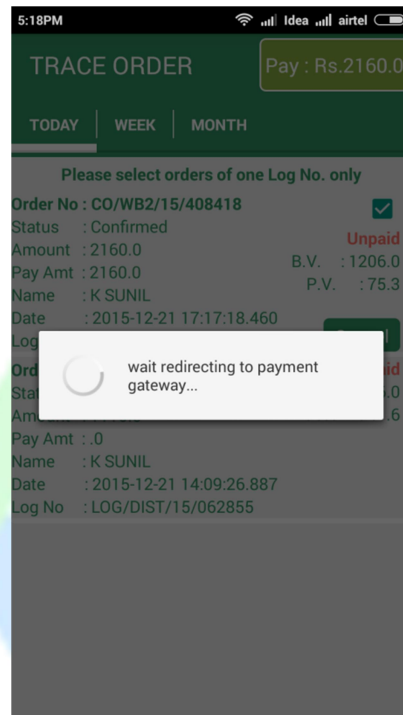 5:18PM Idea airtel
TRACE ORDER Pay : Rs.2160.0
TODAY WEEK MONTH
Please select orders of one Log No. only
Order No : CO/WB2/15/408418
Status : Confirmed Unpaid
Amount : 2160.0 B.V. : 1206.0
Pay Amt : 2160.0 P.V. : 75.3
Name : K SUNIL
Date : 2015-12-21 17:17:18.460
Log
wait redirecting to payment
gateway...
Pay Amt : .0
Name : K SUNIL
Date : 2015-12-21 14:09:26.887
Log No : LOG/DIST/15/062855